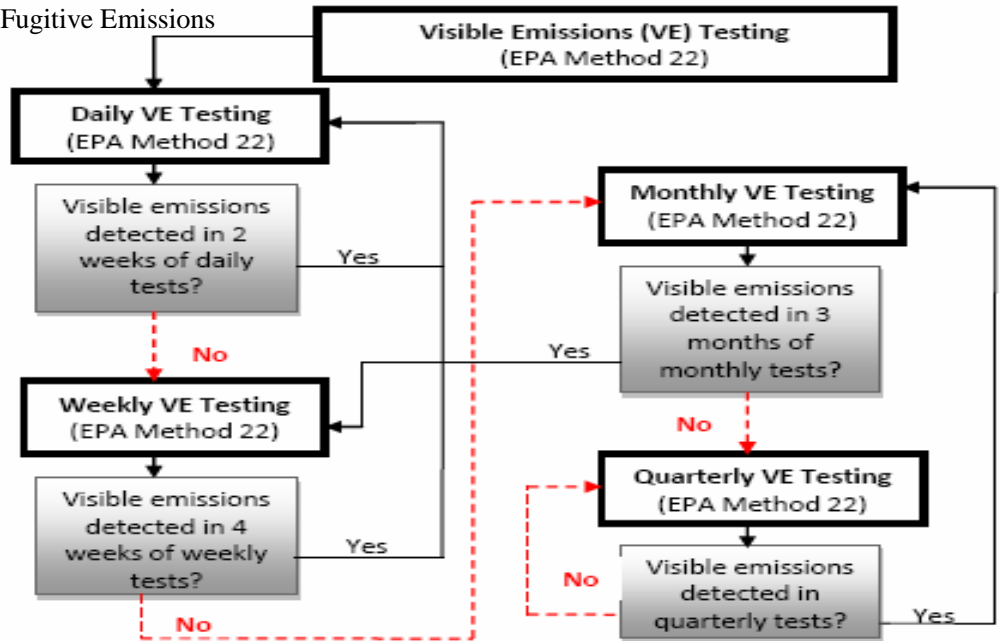 Fugitive Emissions
Visible Emissions (VE) Testing
(EPA Method 22)
Daily VE Testing
(EPA Method 22)
Visible emissions
detected in 2
weeks of daily
tests?
Yes
No
Weekly VE Testing
(EPA Method 22)
Visible emissions
detected in 4
weeks of weekly
tests?
Yes
No
Monthly VE Testing
(EPA Method 22)
Visible emissions
detected in 3
months of
monthly tests?
Yes
No
Quarterly VE Testing
(EPA Method 22)
Visible emissions
detected in
quarterly tests?
No
Yes